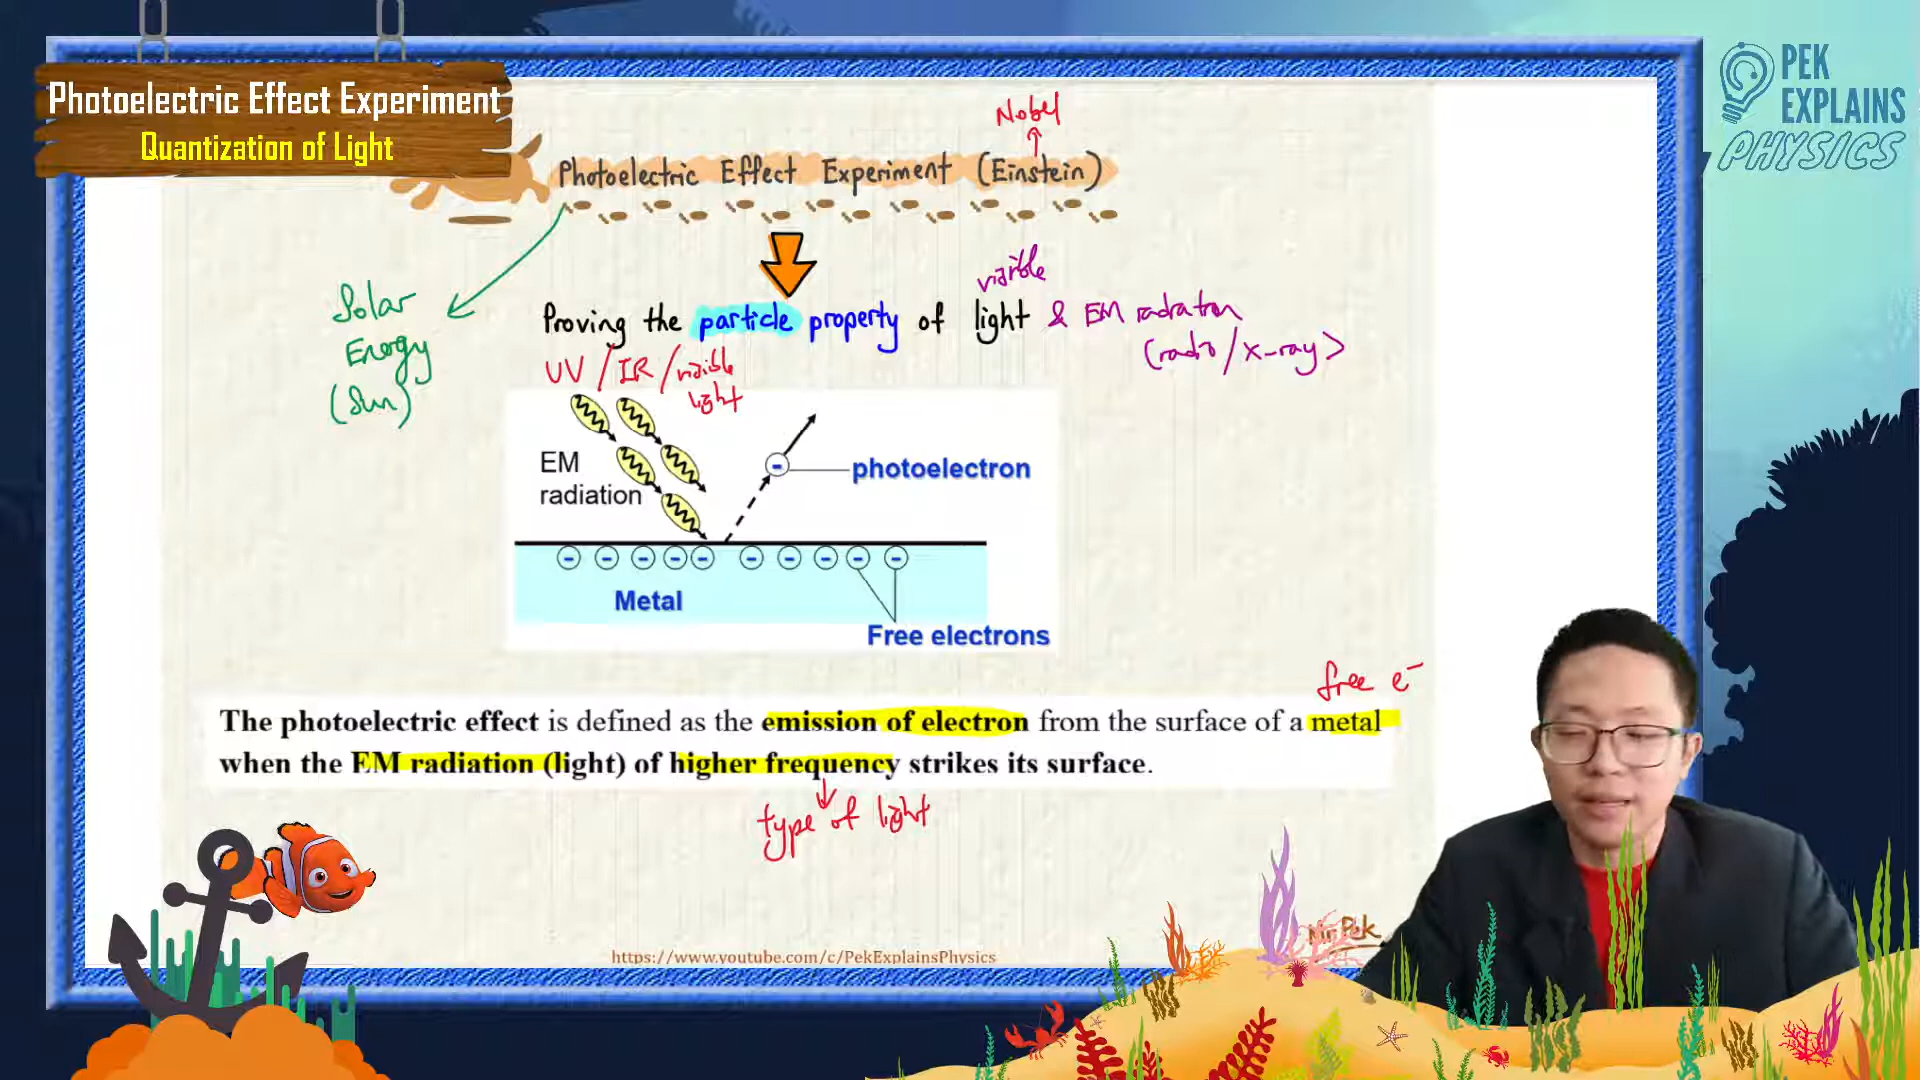 Photoelectric Effect Experiment
Quantization of Light
PEK
EXPLAINS
PHYSICS
Nobel
Photoelectric Effect Experiment (Einstein)
visible
Solar
Energy
(Sun)
Proving the particle property of light & EM radiation
(radio/x-ray)
UV / IR / visible
light
EM
radiation
photoelectron
Metal
Free electrons
free e⁻
The photoelectric effect is defined as the emission of electron from the surface of a metal
when the EM radiation (light) of higher frequency strikes its surface.
type of light
Mr Pek
https://www.youtube.com/c/PekExplainsPhysics